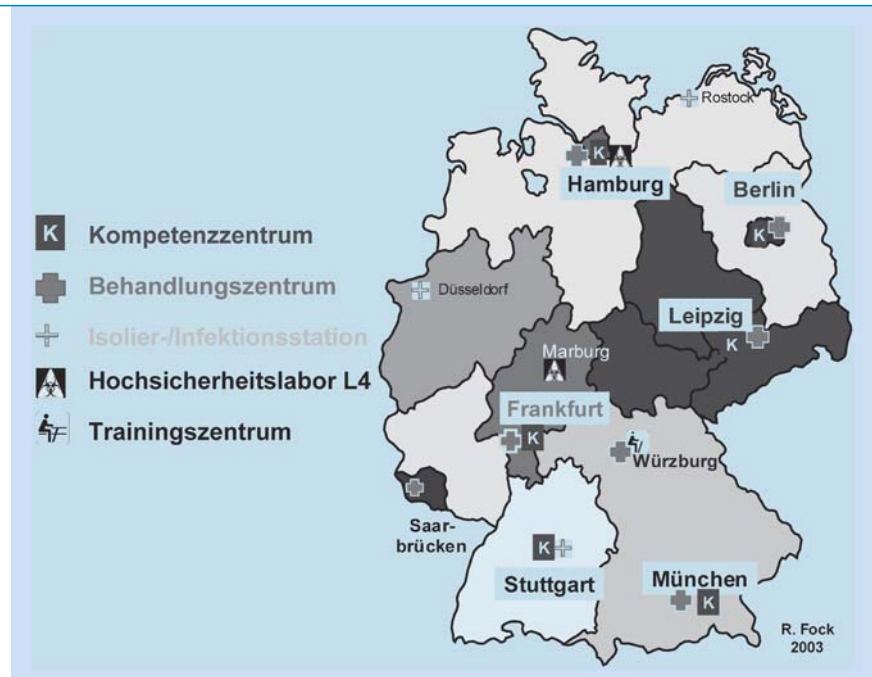 K Kompetenzzentrum
Behandlungszentrum
Isolier-/Infektionsstation
Hochsicherheitslabor L4
Trainingszentrum
Rostock
K
Hamburg
Berlin
K
Düsseldorf
Leipzig
K
Marburg
Frankfurt
K
Würzburg
Saar-
brücken
K
Stuttgart
München
K
R. Fock
2003